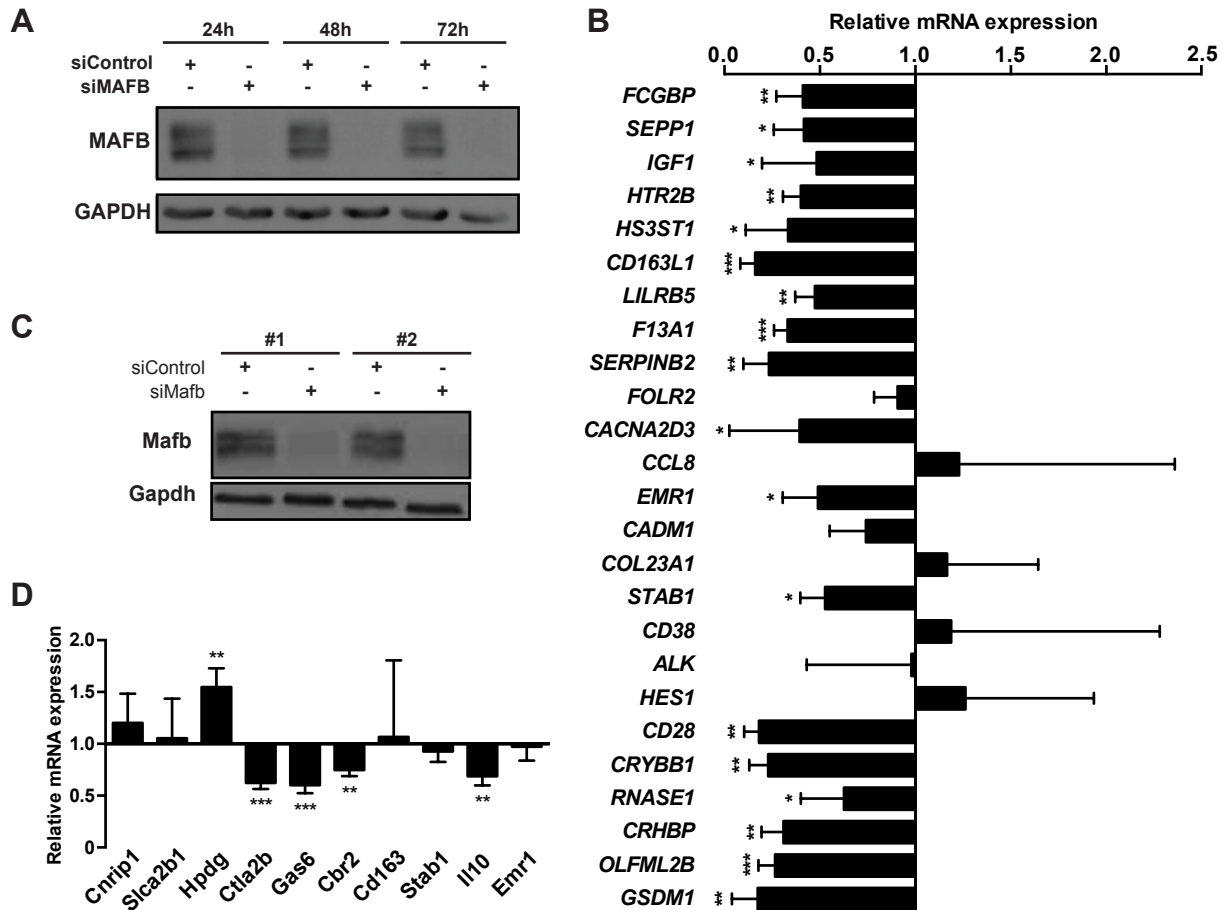 A
24h 48h 72h
siControl + - + - + -
siMAFB - + - + - +
MAFB
GAPDH
B
Relative mRNA expression
0.0 0.5 1.0 1.5 2.0 2.5
FCGBP **
SEPP1 *
IGF1 *
HTR2B **
HS3ST1 *
CD163L1 ***
LILRB5 **
F13A1 ***
SERPINB2 **
FOLR2
CACNA2D3 *
CCL8
EMR1 *
CADM1
COL23A1
STAB1 *
CD38
ALK
HES1
CD28 **
CRYBB1 **
RNASE1 *
CRHBP **
OLFML2B ***
GSDM1 **
C
#1 #2
siControl + - + -
siMafb - + - +
Mafb
Gapdh
D
Relative mRNA expression
2.0
1.5
1.0
0.5
0
**
*** *** ** **
Cnrip1 Slca2b1 Hpdg Ctla2b Gas6 Cbr2 Cd163 Stab1 Il10 Emr1